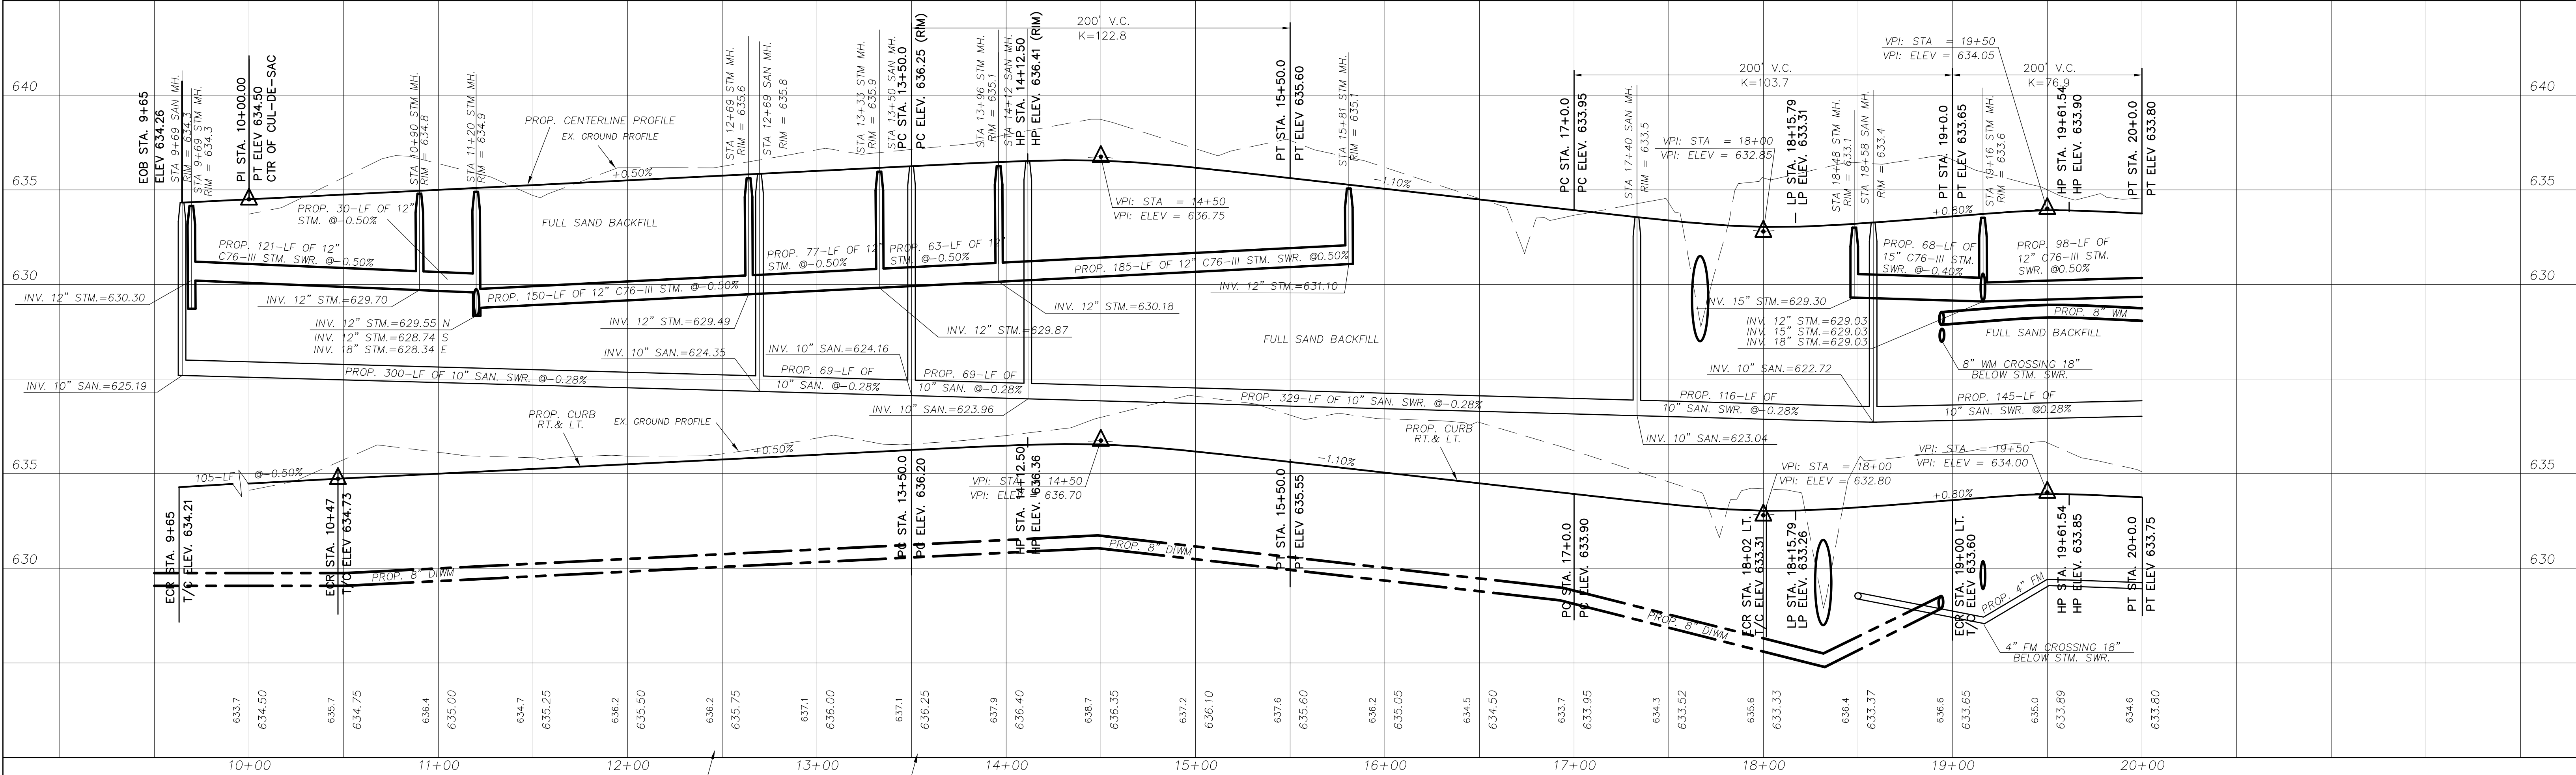 640
635
630
635
630
640
635
630
635
630
EOB STA. 9+65
ELEV 634.26
STA 9+69 SAN MH.
RIM = 634.3
STA 9+69 STM MH.
RIM = 634.3
PI STA. 10+00.00
PT ELEV 634.50
CTR OF CUL-DE-SAC
STA 10+90 STM MH.
RIM = 634.8
STA 11+20 STM MH.
RIM = 634.9
PROP. CENTERLINE PROFILE
EX. GROUND PROFILE
+0.50%
STA 12+69 STM MH.
RIM = 635.6
STA 12+69 SAN MH.
RIM = 635.8
STA 13+33 STM MH.
RIM = 635.9
STA 13+50 SAN MH.
PC STA. 13+50.0
PC ELEV. 636.25 (RIM)
STA 13+96 STM MH.
RIM = 635.1
STA 14+12 SAN MH.
HP STA. 14+12.50
HP ELEV. 636.41 (RIM)
200' V.C.
K=122.8
VPI: STA = 14+50
VPI: ELEV = 636.75
PT STA. 15+50.0
PT ELEV 635.60
STA 15+81 STM MH.
RIM = 635.1
-1.10%
PC STA. 17+0.0
PC ELEV. 633.95
STA 17+40 SAN MH.
RIM = 633.5
200' V.C.
K=103.7
VPI: STA = 18+00
VPI: ELEV = 632.85
LP STA. 18+15.79
LP ELEV. 633.31
STA 18+48 STM MH.
RIM = 633.1
STA 18+58 SAN MH.
RIM = 633.4
VPI: STA = 19+50
VPI: ELEV = 634.05
200' V.C.
K=76.9
PT STA. 19+0.0
PT ELEV 633.65
STA 19+16 STM MH.
RIM = 633.6
+0.80%
HP STA. 19+61.54
HP ELEV. 633.90
PT STA. 20+0.0
PT ELEV 633.80
PROP. 30-LF OF 12"
STM. @-0.50%
PROP. 121-LF OF 12"
C76-III STM. SWR. @-0.50%
FULL SAND BACKFILL
PROP. 77-LF OF 12"
STM. @-0.50%
PROP. 63-LF OF 12"
STM. @-0.50%
PROP. 185-LF OF 12" C76-III STM. SWR. @0.50%
PROP. 150-LF OF 12" C76-III STM. @-0.50%
PROP. 68-LF OF
15" C76-III STM.
SWR. @-0.40%
PROP. 98-LF OF
12" C76-III STM.
SWR. @0.50%
INV. 12" STM.=630.30
INV. 12" STM.=629.70
INV. 12" STM.=629.55 N
INV. 12" STM.=628.74 S
INV. 18" STM.=628.34 E
INV. 12" STM.=629.49
INV. 12" STM.=629.87
INV. 12" STM.=630.18
INV. 12" STM.=631.10
FULL SAND BACKFILL
INV. 15" STM.=629.30
INV. 12" STM.=629.03
INV. 15" STM.=629.03
INV. 18" STM.=629.03
PROP. 8" WM
FULL SAND BACKFILL
8" WM CROSSING 18"
BELOW STM. SWR.
INV. 10" SAN.=625.19
PROP. 300-LF OF 10" SAN. SWR. @-0.28%
INV. 10" SAN.=624.35
PROP. 69-LF OF
10" SAN. @-0.28%
INV. 10" SAN.=624.16
PROP. 69-LF OF
10" SAN. @-0.28%
INV. 10" SAN.=623.96
PROP. 329-LF OF 10" SAN. SWR. @-0.28%
INV. 10" SAN.=623.04
PROP. 116-LF OF
10" SAN. SWR. @-0.28%
INV. 10" SAN.=622.72
PROP. 145-LF OF
10" SAN. SWR. @0.28%
105-LF @-0.50%
PROP. CURB
RT.& LT.
EX. GROUND PROFILE
+0.50%
ECR STA. 9+65
T/C ELEV. 634.21
ECR STA. 10+47
T/C ELEV 634.73
PROP. 8" DIWM
PC STA. 13+50.0
PC ELEV. 636.20
HP STA. 14+12.50
HP ELEV. 636.36
VPI: STA = 14+50
VPI: ELEV = 636.70
PROP. 8" DIWM
PT STA. 15+50.0
PT ELEV 635.55
-1.10%
PROP. CURB
RT.& LT.
PC STA. 17+0.0
PC ELEV. 633.90
PROP. 8" DIWM
VPI: STA = 18+00
VPI: ELEV = 632.80
ECR STA. 18+02 LT.
T/C ELEV. 633.31
LP STA. 18+15.79
LP ELEV. 633.26
VPI: STA = 19+50
VPI: ELEV = 634.00
+0.80%
ECR STA. 19+00 LT.
T/C ELEV 633.60
PROP. 4" FM
4" FM CROSSING 18"
BELOW STM. SWR.
HP STA. 19+61.54
HP ELEV. 633.85
PT STA. 20+0.0
PT ELEV 633.75
633.7 634.50
635.7 634.75
636.4 635.00
634.7 635.25
636.2 635.50
636.2 635.75
637.1 636.00
637.1 636.25
637.9 636.40
638.7 636.35
637.2 636.10
637.6 635.60
636.2 635.05
634.5 634.50
633.7 633.95
634.3 633.52
635.6 633.33
636.4 633.37
636.6 633.65
635.0 633.89
634.6 633.80
10+00
11+00
12+00
13+00
14+00
15+00
16+00
17+00
18+00
19+00
20+00